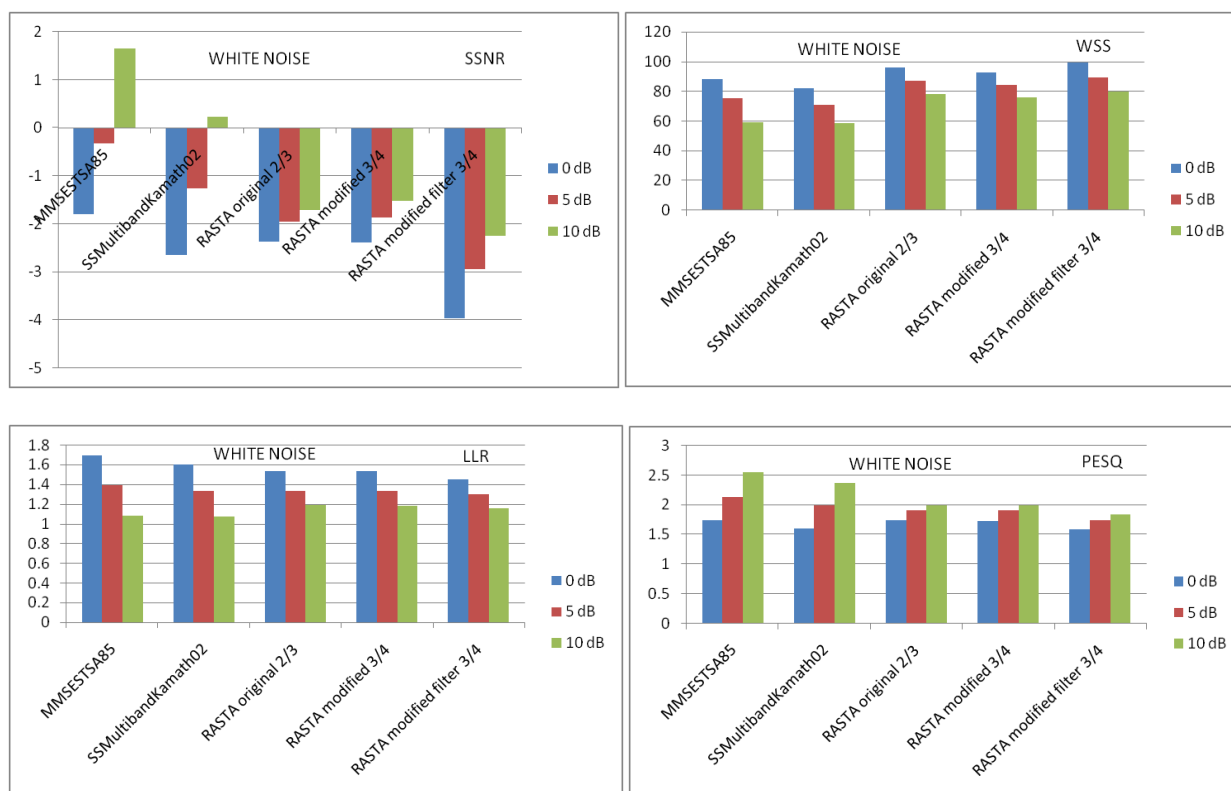 2
1
0
-1
-2
-3
-4
-5
WHITE NOISE
SSNR
MMSESTSA85
SSMultibandKamath02
RASTA original 2/3
RASTA modified 3/4
RASTA modified filter 3/4
0 dB
5 dB
10 dB
120
100
80
60
40
20
0
WHITE NOISE
WSS
MMSESTSA85
SSMultibandKamath02
RASTA original 2/3
RASTA modified 3/4
RASTA modified filter 3/4
0 dB
5 dB
10 dB
1.8
1.6
1.4
1.2
1
0.8
0.6
0.4
0.2
0
WHITE NOISE
LLR
MMSESTSA85
SSMultibandKamath02
RASTA original 2/3
RASTA modified 3/4
RASTA modified filter 3/4
0 dB
5 dB
10 dB
3
2.5
2
1.5
1
0.5
0
WHITE NOISE
PESQ
MMSESTSA85
SSMultibandKamath02
RASTA original 2/3
RASTA modified 3/4
RASTA modified filter 3/4
0 dB
5 dB
10 dB